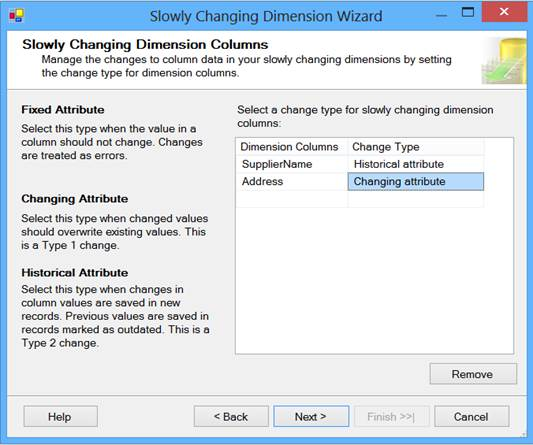 Slowly Changing Dimension Wizard
Slowly Changing Dimension Columns
Manage the changes to column data in your slowly changing dimensions by setting
the change type for dimension columns.
Fixed Attribute
Select this type when the value in a
column should not change. Changes
are treated as errors.
Changing Attribute
Select this type when changed values
should overwrite existing values. This
is a Type 1 change.
Historical Attribute
Select this type when changes in
column values are saved in new
records. Previous values are saved in
records marked as outdated. This is a
Type 2 change.
Select a change type for slowly changing dimension
columns:
Dimension Columns Change Type
SupplierName Historical attribute
Address Changing attribute
Remove
Help < Back Next > Finish >>| Cancel